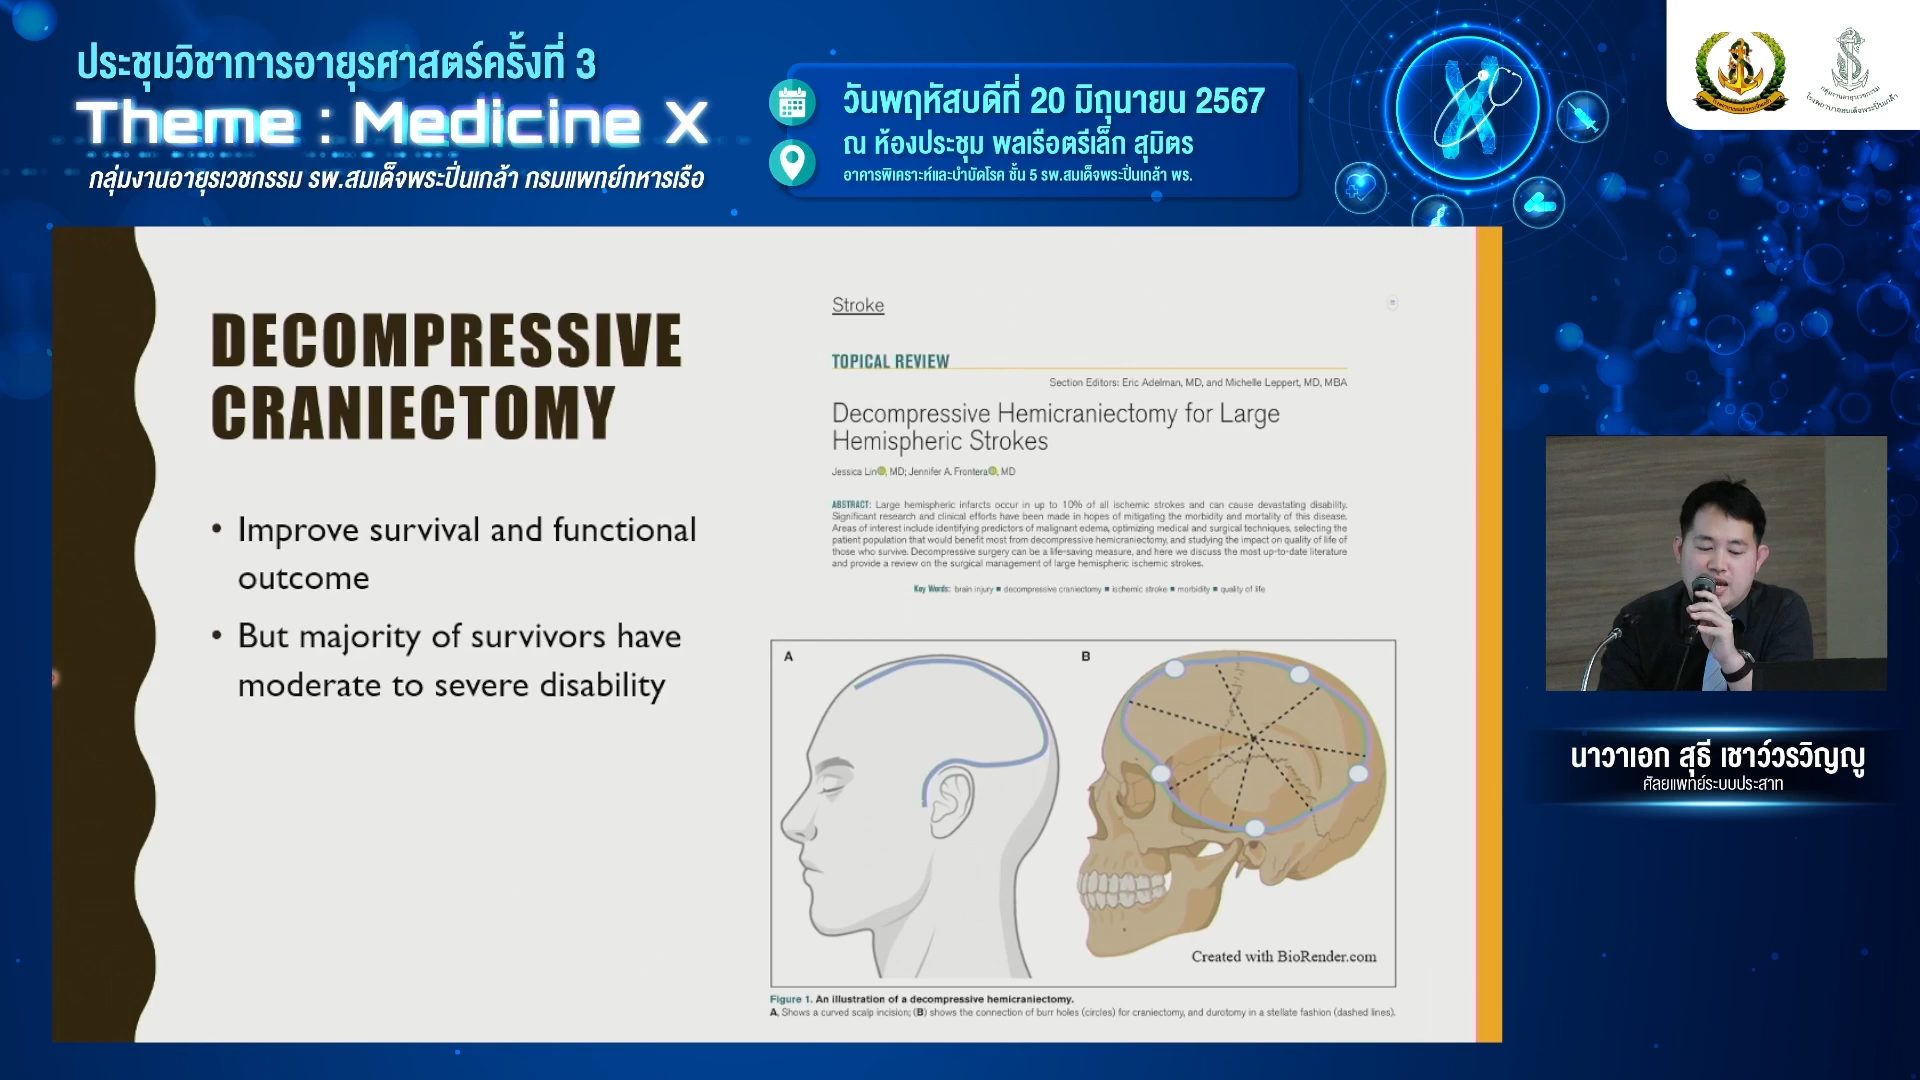 ประชุมวิชาการอายุรศาสตร์ครั้งที่ 3
Theme : Medicine X
กลุ่มงานอายุรเวชกรรม รพ.สมเด็จพระปิ่นเกล้า กรมแพทย์ทหารเรือ
วันพฤหัสบดีที่ 20 มิถุนายน 2567
ณ ห้องประชุม พลเรือตรีเล็ก สุมิตร
อาคารพิเคราะห์และบำบัดโรค ชั้น 5 รพ.สมเด็จพระปิ่นเกล้า พร.
DECOMPRESSIVE
CRANIECTOMY
• Improve survival and functional
outcome
• But majority of survivors have
moderate to severe disability
Stroke
TOPICAL REVIEW
Section Editors: Eric Adelman, MD, and Michelle Leppert, MD, MBA
Decompressive Hemicraniectomy for Large
Hemispheric Strokes
Jessica Lin, MD; Jennifer A. Frontera, MD
ABSTRACT: Large hemispheric infarcts occur in up to 10% of all ischemic strokes and can cause devastating disability.
Significant research and clinical efforts have been made in hopes of mitigating the morbidity and mortality of this disease.
Areas of interest include identifying predictors of malignant edema, optimizing medical and surgical techniques, selecting the
patient population that would benefit most from decompressive hemicraniectomy, and studying the impact on quality of life of
those who survive. Decompressive surgery can be a life-saving measure, and here we discuss the most up-to-date literature
and provide a review on the surgical management of large hemispheric ischemic strokes.
Key Words: brain injury ■ decompressive craniectomy ■ ischemic stroke ■ morbidity ■ quality of life
A
B
Created with BioRender.com
Figure 1. An illustration of a decompressive hemicraniectomy.
A, Shows a curved scalp incision; (B) shows the connection of burr holes (circles) for craniectomy, and durotomy in a stellate fashion (dashed lines).
นาวาเอก สุธี เชาว์วรวิญญู
ศัลยแพทย์ระบบประสาท